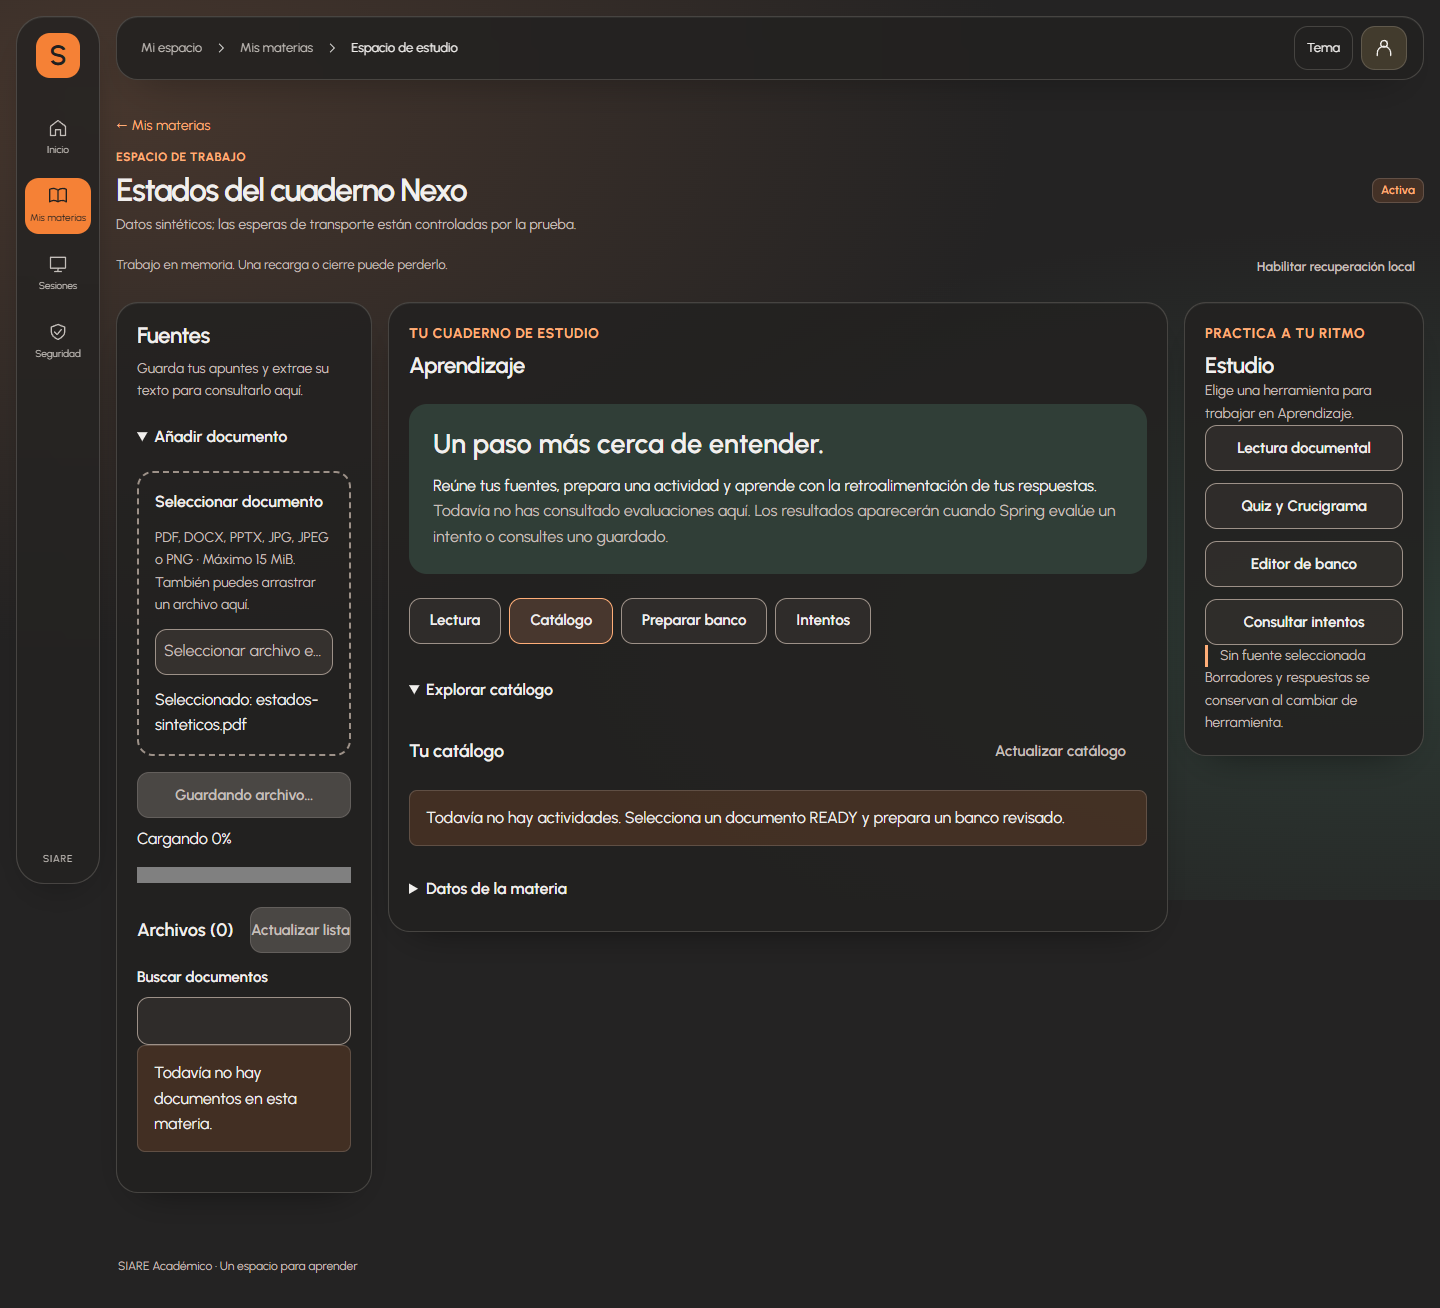 S
Inicio
Mis materias
Sesiones
Seguridad
SIARE
Mi espacio > Mis materias > Espacio de estudio
Tema
← Mis materias
ESPACIO DE TRABAJO
Estados del cuaderno Nexo
Activa
Datos sintéticos; las esperas de transporte están controladas por la prueba.
Trabajo en memoria. Una recarga o cierre puede perderlo.
Habilitar recuperación local
Fuentes
Guarda tus apuntes y extrae su
texto para consultarlo aquí.
▼ Añadir documento
Seleccionar documento
PDF, DOCX, PPTX, JPG, JPEG
o PNG · Máximo 15 MiB.
También puedes arrastrar
un archivo aquí.
Seleccionar archivo e...
Seleccionado: estados-
sinteticos.pdf
Guardando archivo...
Cargando 0%
Archivos (0)
Actualizar lista
Buscar documentos
Todavía no hay
documentos en esta
materia.
TU CUADERNO DE ESTUDIO
Aprendizaje
Un paso más cerca de entender.
Reúne tus fuentes, prepara una actividad y aprende con la retroalimentación de tus respuestas.
Todavía no has consultado evaluaciones aquí. Los resultados aparecerán cuando Spring evalúe un
intento o consultes uno guardado.
Lectura
Catálogo
Preparar banco
Intentos
▼ Explorar catálogo
Tu catálogo
Actualizar catálogo
Todavía no hay actividades. Selecciona un documento READY y prepara un banco revisado.
▶ Datos de la materia
PRACTICA A TU RITMO
Estudio
Elige una herramienta para
trabajar en Aprendizaje.
Lectura documental
Quiz y Crucigrama
Editor de banco
Consultar intentos
Sin fuente seleccionada
Borradores y respuestas se
conservan al cambiar de
herramienta.
SIARE Académico · Un espacio para aprender